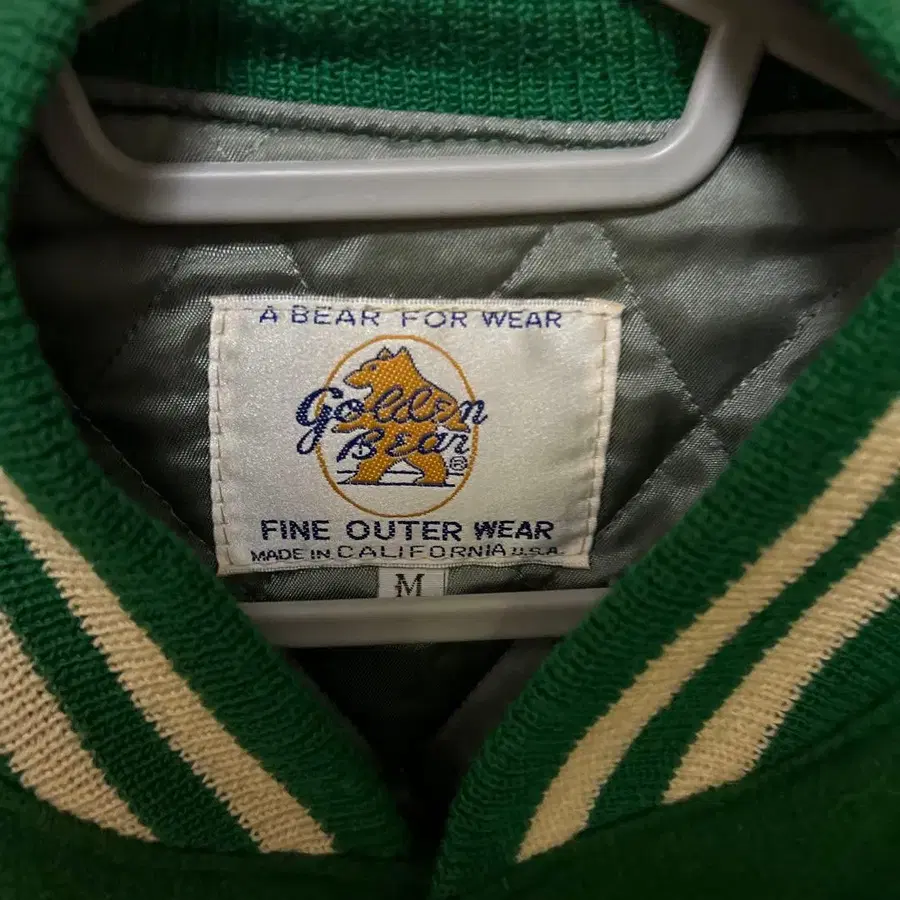 A BEAR FOR WEAR
Golden
Bear ®
FINE OUTER WEAR
MADE IN CALIFORNIA U.S.A.
M